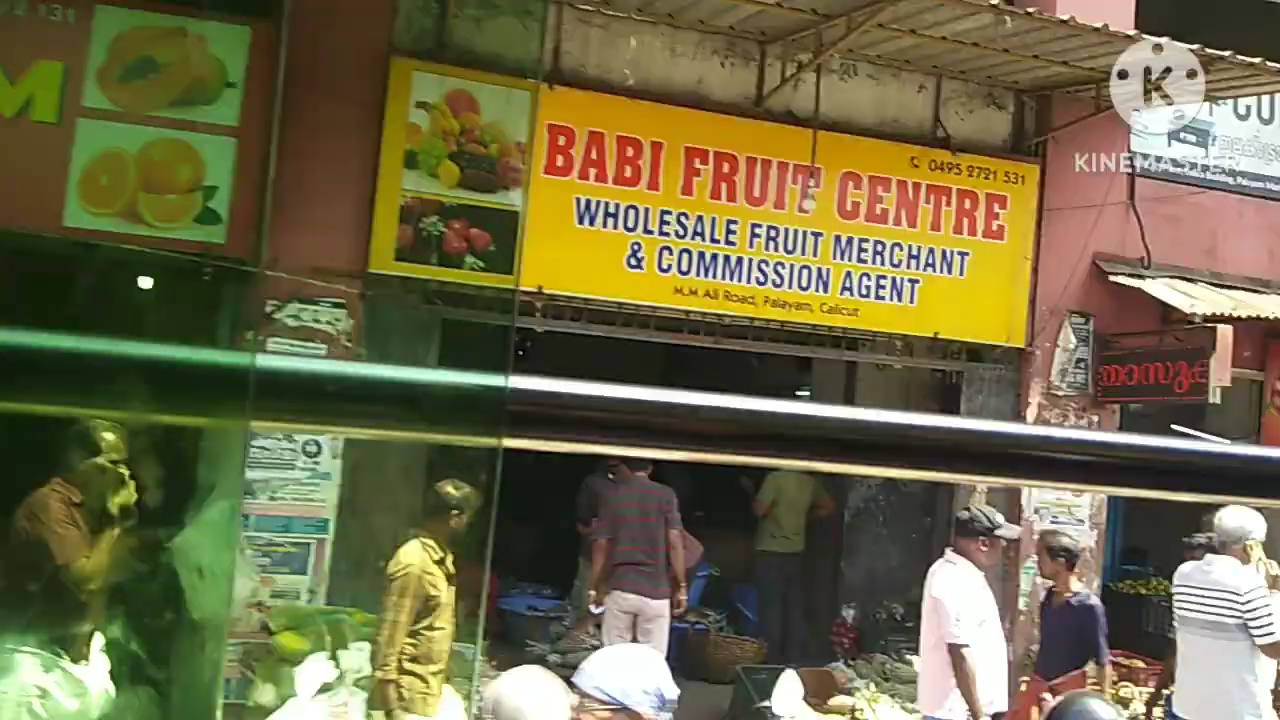 M
BABI FRUIT CENTRE
0495 2721 531
WHOLESALE FRUIT MERCHANT
& COMMISSION AGENT
M.M Ali Road, Palayam, Calicut
K
KINEMASTER
താസുക